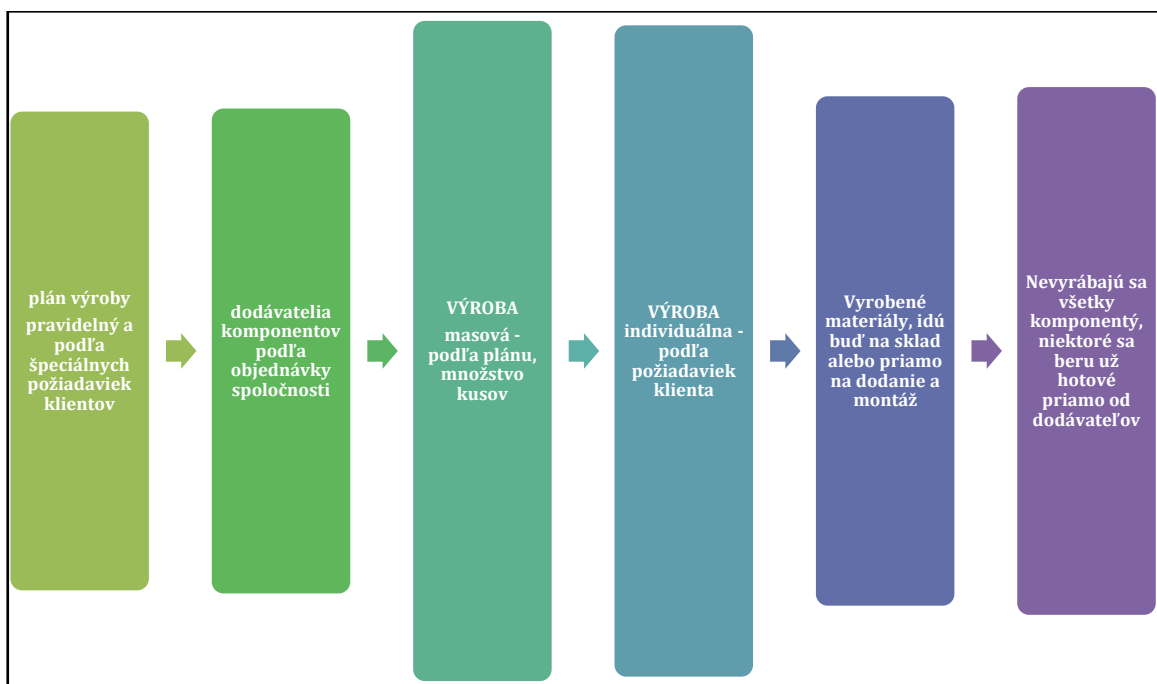 plán výroby
pravidelný a
podľa
špeciálnych
požiadaviek
klientov
dodávatelia
komponentov
podľa
objednávky
spoločnosti
VÝROBA
masová -
podľa plánu,
množstvo
kusov
VÝROBA
individuálna -
podľa
požiadaviek
klienta
Vyrobené
materiály, idú
buď na sklad
alebo priamo
na dodanie a
montáž
Nevyrábajú sa
všetky
komponentý,
niektoré sa
beru už
hotové
priamo od
dodávateľov